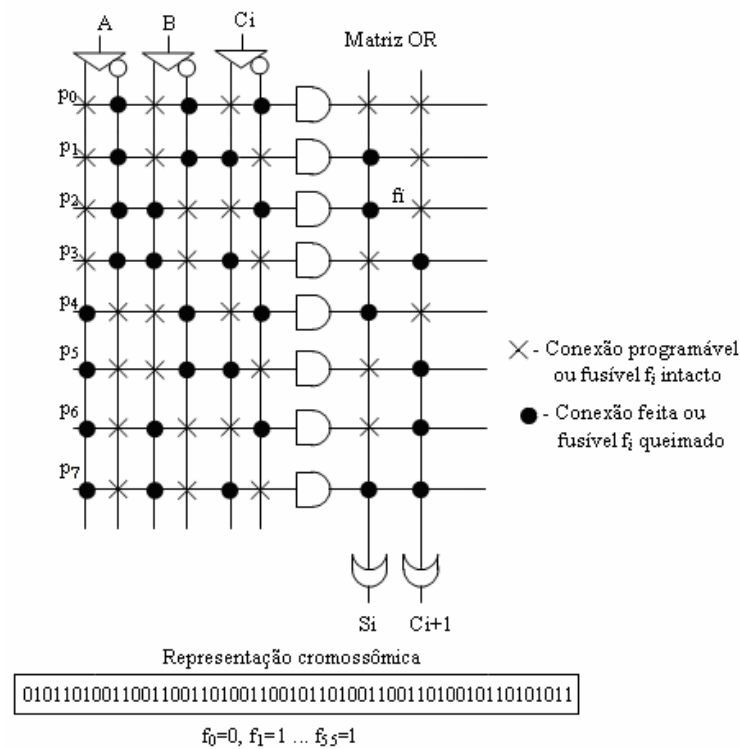 A B Ci
Matriz OR
p0
p1
p2 fi
p3
p4
p5
p6
p7
- Conexão programável
ou fusível fi intacto
- Conexão feita ou
fusível fi queimado
Si Ci+1
Representação cromossômica
01011010011001100110100110010110100110011010010110101011
f0=0, f1=1 ... f55=1